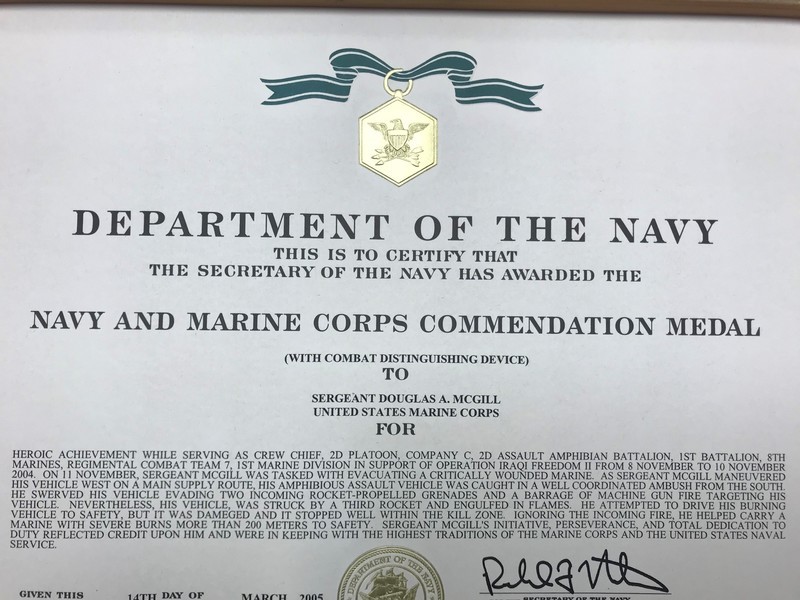 DEPARTMENT OF THE NAVY
THIS IS TO CERTIFY THAT
THE SECRETARY OF THE NAVY HAS AWARDED THE
NAVY AND MARINE CORPS COMMENDATION MEDAL
(WITH COMBAT DISTINGUISHING DEVICE)
TO
SERGEANT DOUGLAS A. MCGILL
UNITED STATES MARINE CORPS
FOR
HEROIC ACHIEVEMENT WHILE SERVING AS CREW CHIEF, 2D PLATOON, COMPANY C, 2D ASSAULT AMPHIBIAN BATTALION, 1ST BATTALION, 8TH
MARINES, REGIMENTAL COMBAT TEAM 7, 1ST MARINE DIVISION IN SUPPORT OF OPERATION IRAQI FREEDOM II FROM 8 NOVEMBER TO 10 NOVEMBER
2004. ON 11 NOVEMBER, SERGEANT MCGILL WAS TASKED WITH EVACUATING A CRITICALLY WOUNDED MARINE. AS SERGEANT MCGILL MANEUVERED
HIS VEHICLE WEST ON A MAIN SUPPLY ROUTE, HIS AMPHIBIOUS ASSAULT VEHICLE WAS CAUGHT IN A WELL COORDINATED AMBUSH FROM THE SOUTH.
HE SWERVED HIS VEHICLE EVADING TWO INCOMING ROCKET-PROPELLED GRENADES AND A BARRAGE OF MACHINE GUN FIRE TARGETING HIS
VEHICLE. NEVERTHELESS, HIS VEHICLE, WAS STRUCK BY A THIRD ROCKET AND ENGULFED IN FLAMES. HE ATTEMPTED TO DRIVE HIS BURNING
VEHICLE TO SAFETY, BUT IT WAS DAMEGED AND IT STOPPED WELL WITHIN THE KILL ZONE. IGNORING THE INCOMING FIRE, HE HELPED CARRY A
MARINE WITH SEVERE BURNS MORE THAN 200 METERS TO SAFETY. SERGEANT MCGILL'S INITIATIVE, PERSEVERANCE, AND TOTAL DEDICATION TO
DUTY REFLECTED CREDIT UPON HIM AND WERE IN KEEPING WITH THE HIGHEST TRADITIONS OF THE MARINE CORPS AND THE UNITED STATES NAVAL
SERVICE.
GIVEN THIS 14TH DAY OF MARCH 2005
DEPARTMENT OF THE NAVY
SECRETARY OF THE NAVY